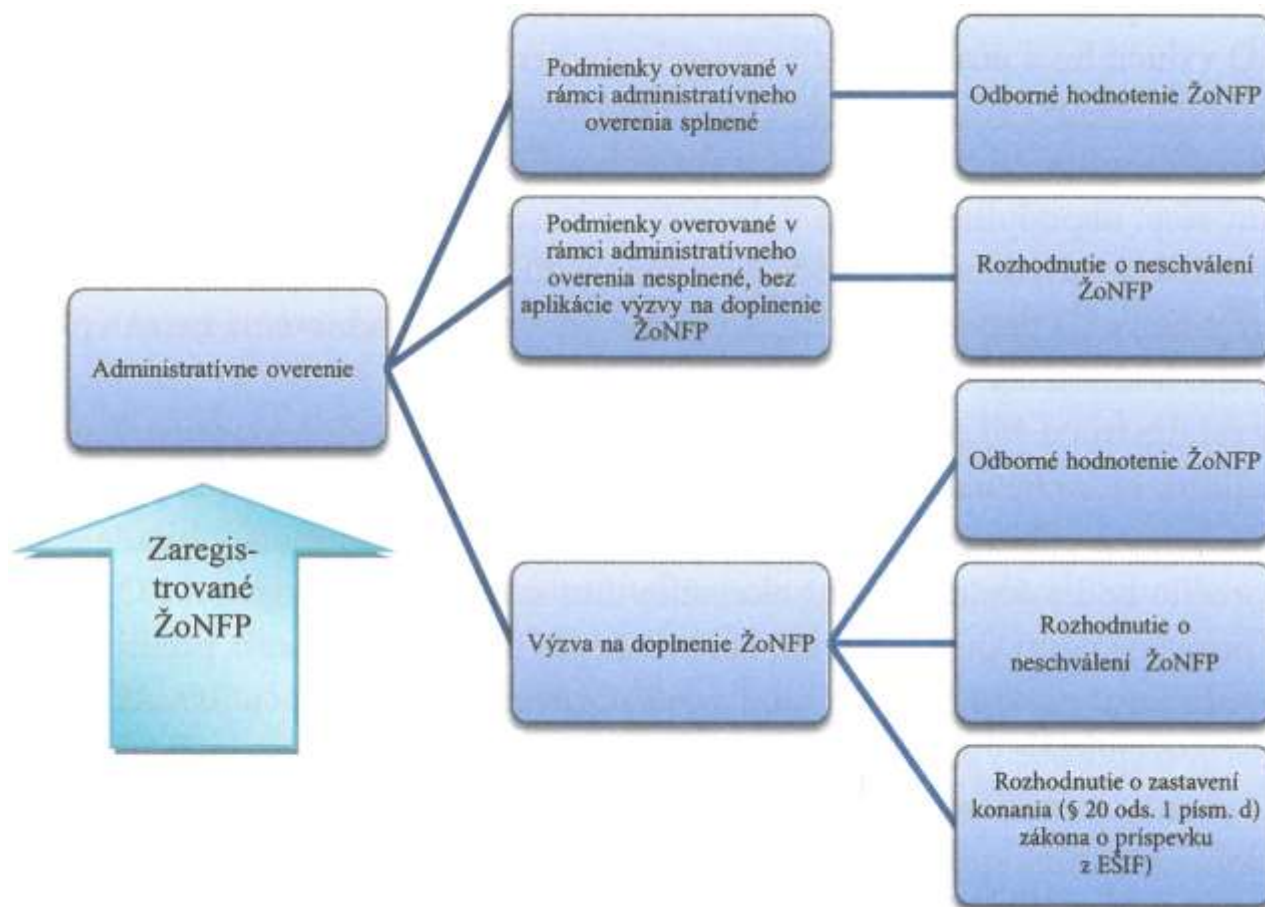 Podmienky overované v
rámci administratívneho
overenia splnené
Odborné hodnotenie ŽoNFP
Podmienky overované v
rámci administratívneho
overenia nesplnené, bez
aplikácie výzvy na doplnenie
ŽoNFP
Rozhodnutie o neschválení
ŽoNFP
Administratívne overenie
Zaregis-
trované
ŽoNFP
Výzva na doplnenie ŽoNFP
Odborné hodnotenie ŽoNFP
Rozhodnutie o
neschválení ŽoNFP
Rozhodnutie o zastavení
konania (§ 20 ods. 1 písm. d)
zákona o príspevku
z EŠIF)